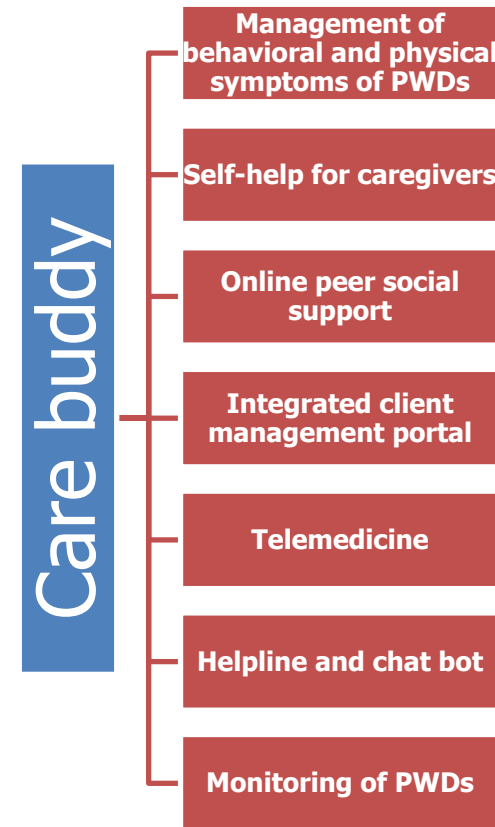 Care buddy
Management of
behavioral and physical
symptoms of PWDs
Self-help for caregivers
Online peer social
support
Integrated client
management portal
Telemedicine
Helpline and chat bot
Monitoring of PWDs